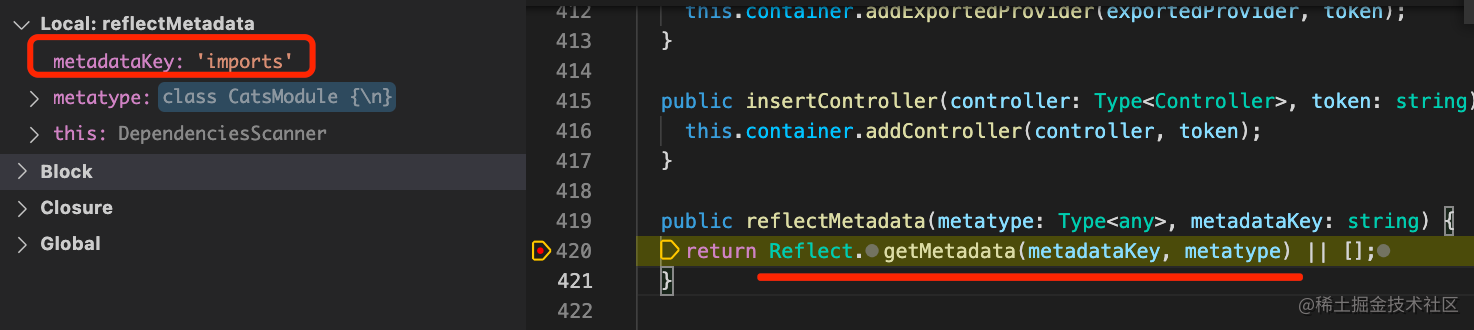 Local: reflectMetadata
metadataKey: 'imports'
metatype: class CatsModule {\n}
this: DependenciesScanner
Block
Closure
Global
412 this.container.addExportedProvider(exportedProvider, token);
413 }
414
415 public insertController(controller: Type<Controller>, token: string)
416 this.container.addController(controller, token);
417 }
418
419 public reflectMetadata(metatype: Type<any>, metadataKey: string) {
420 return Reflect.getMetadata(metadataKey, metatype) || [];
421 }
422
@稀土掘金技术社区